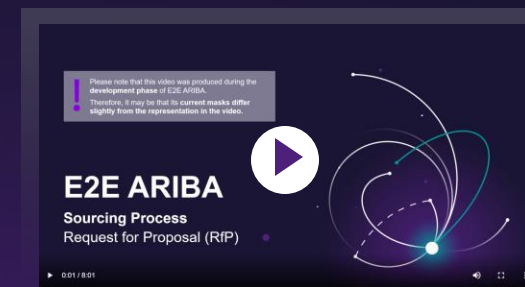 !
Please note that this video was produced during the
development phase of E2E ARIBA.
Therefore, it may be that its current masks differ
slightly from the representation in the video.
E2E ARIBA
Sourcing Process
Request for Proposal (RfP)
0:01 / 8:01